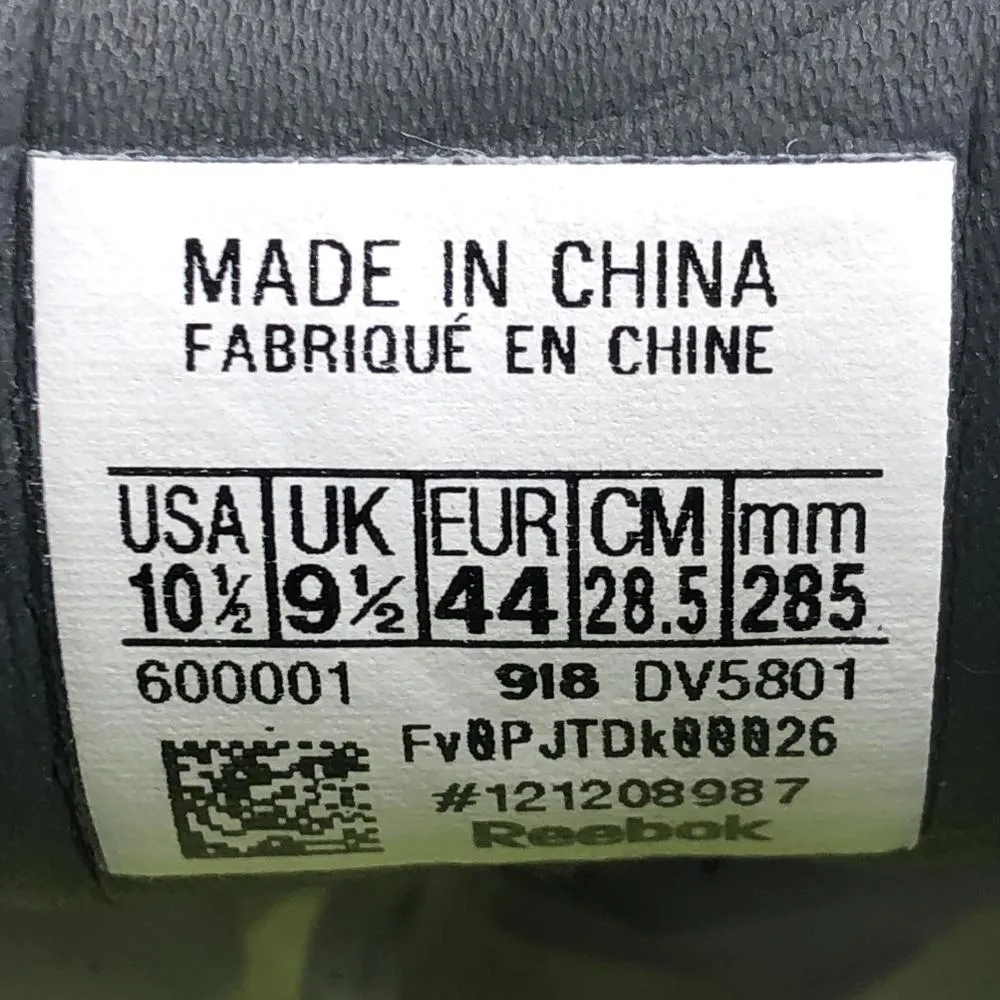 MADE IN CHINA
FABRIQUÉ EN CHINE
USA UK EUR CM mm
10½ 9½ 44 28.5 285
600001 918 DV5801
Fv0PJTDk00026
#121208987
Reebok